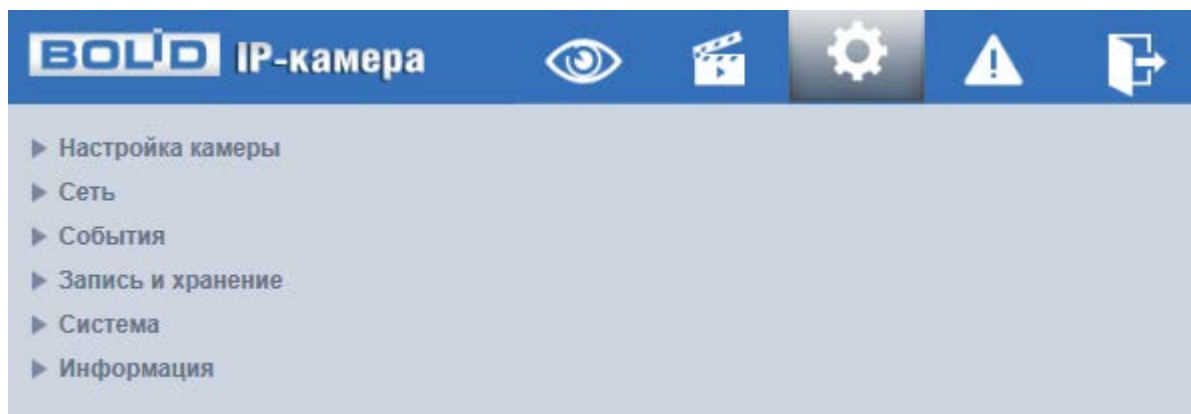 BOLID IP-камера
Настройка камеры
Сеть
События
Запись и хранение
Система
Информация